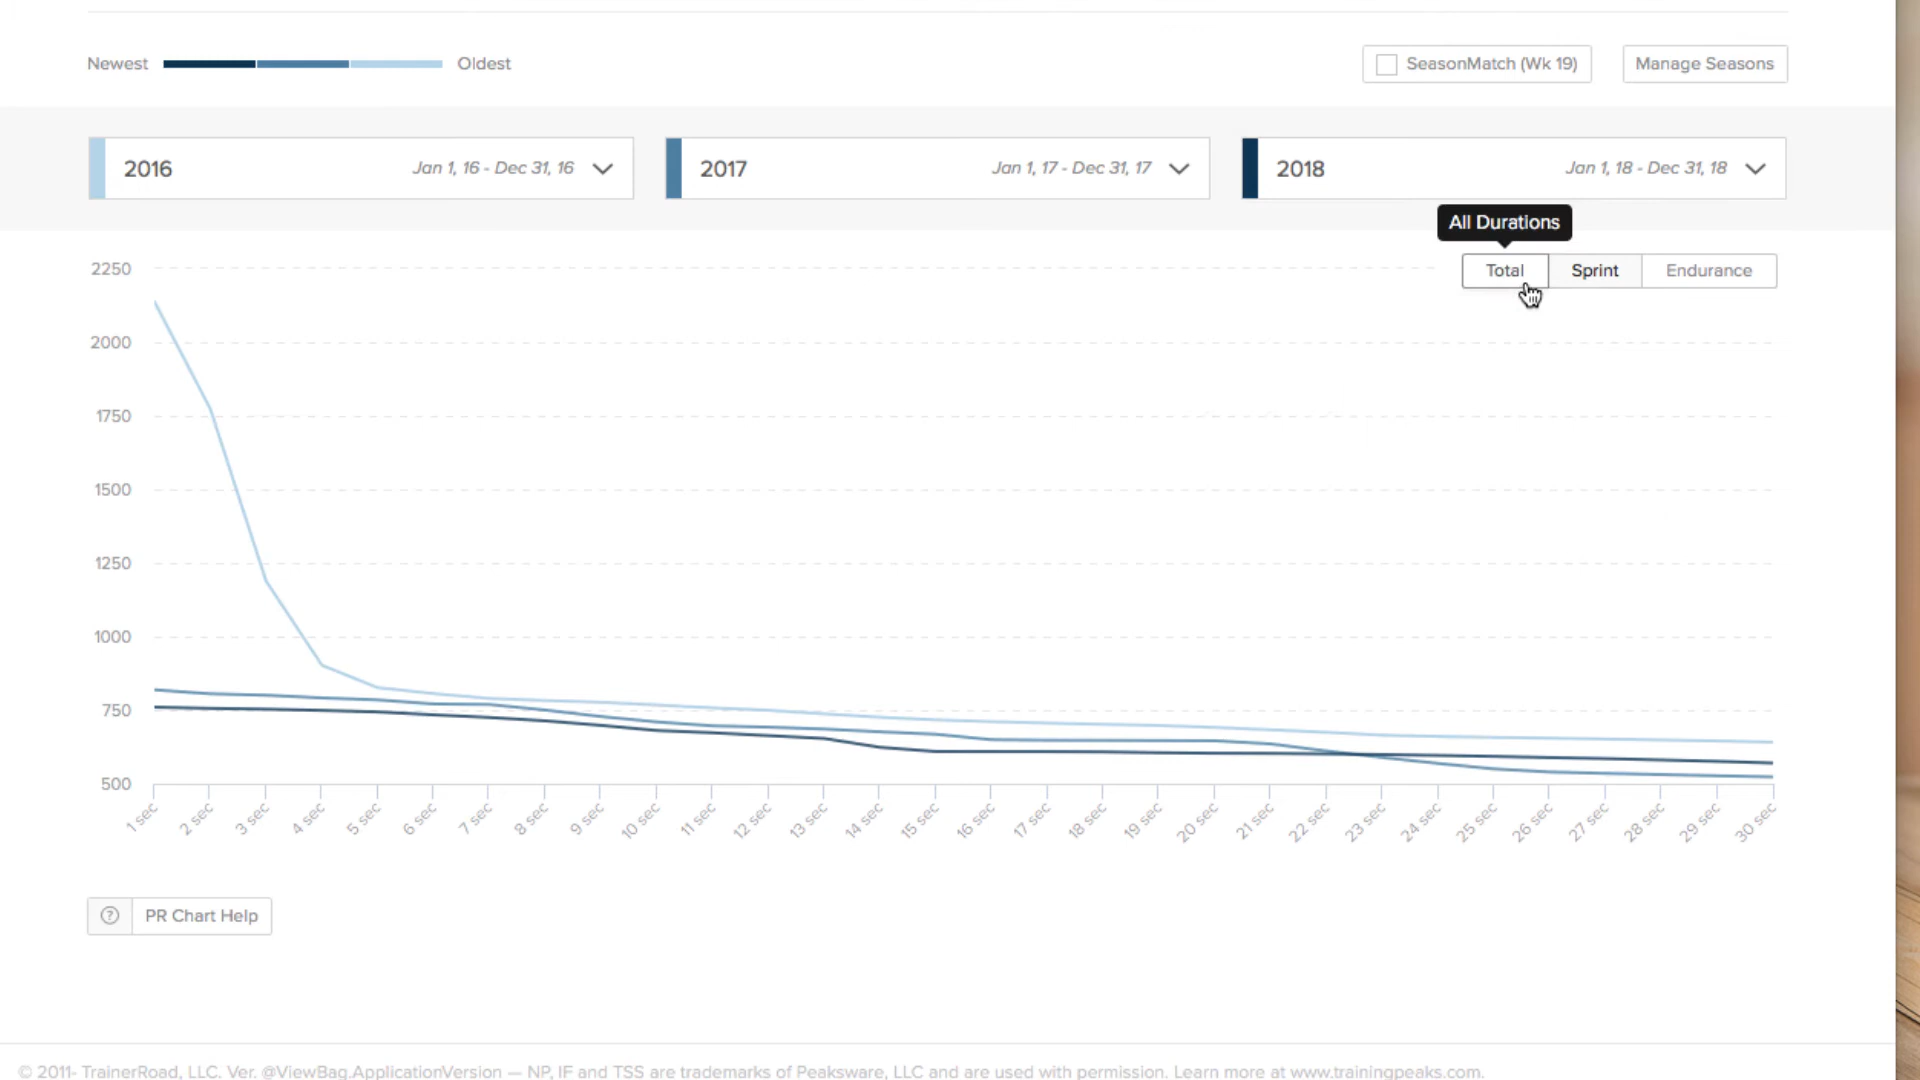 Newest Oldest SeasonMatch (Wk 19) Manage Seasons
2016 Jan 1, 16 - Dec 31, 16 2017 Jan 1, 17 - Dec 31, 17 2018 Jan 1, 18 - Dec 31, 18
All Durations
Total Sprint Endurance
2250
2000
1750
1500
1250
1000
750
500
1 sec 2 sec 3 sec 4 sec 5 sec 6 sec 7 sec 8 sec 9 sec 10 sec 11 sec 12 sec 13 sec 14 sec 15 sec 16 sec 17 sec 18 sec 19 sec 20 sec 21 sec 22 sec 23 sec 24 sec 25 sec 26 sec 27 sec 28 sec 29 sec 30 sec
? PR Chart Help
© 2011- TrainerRoad, LLC. Ver. @ViewBag.ApplicationVersion — NP, IF and TSS are trademarks of Peaksware, LLC and are used with permission. Learn more at www.trainingpeaks.com.